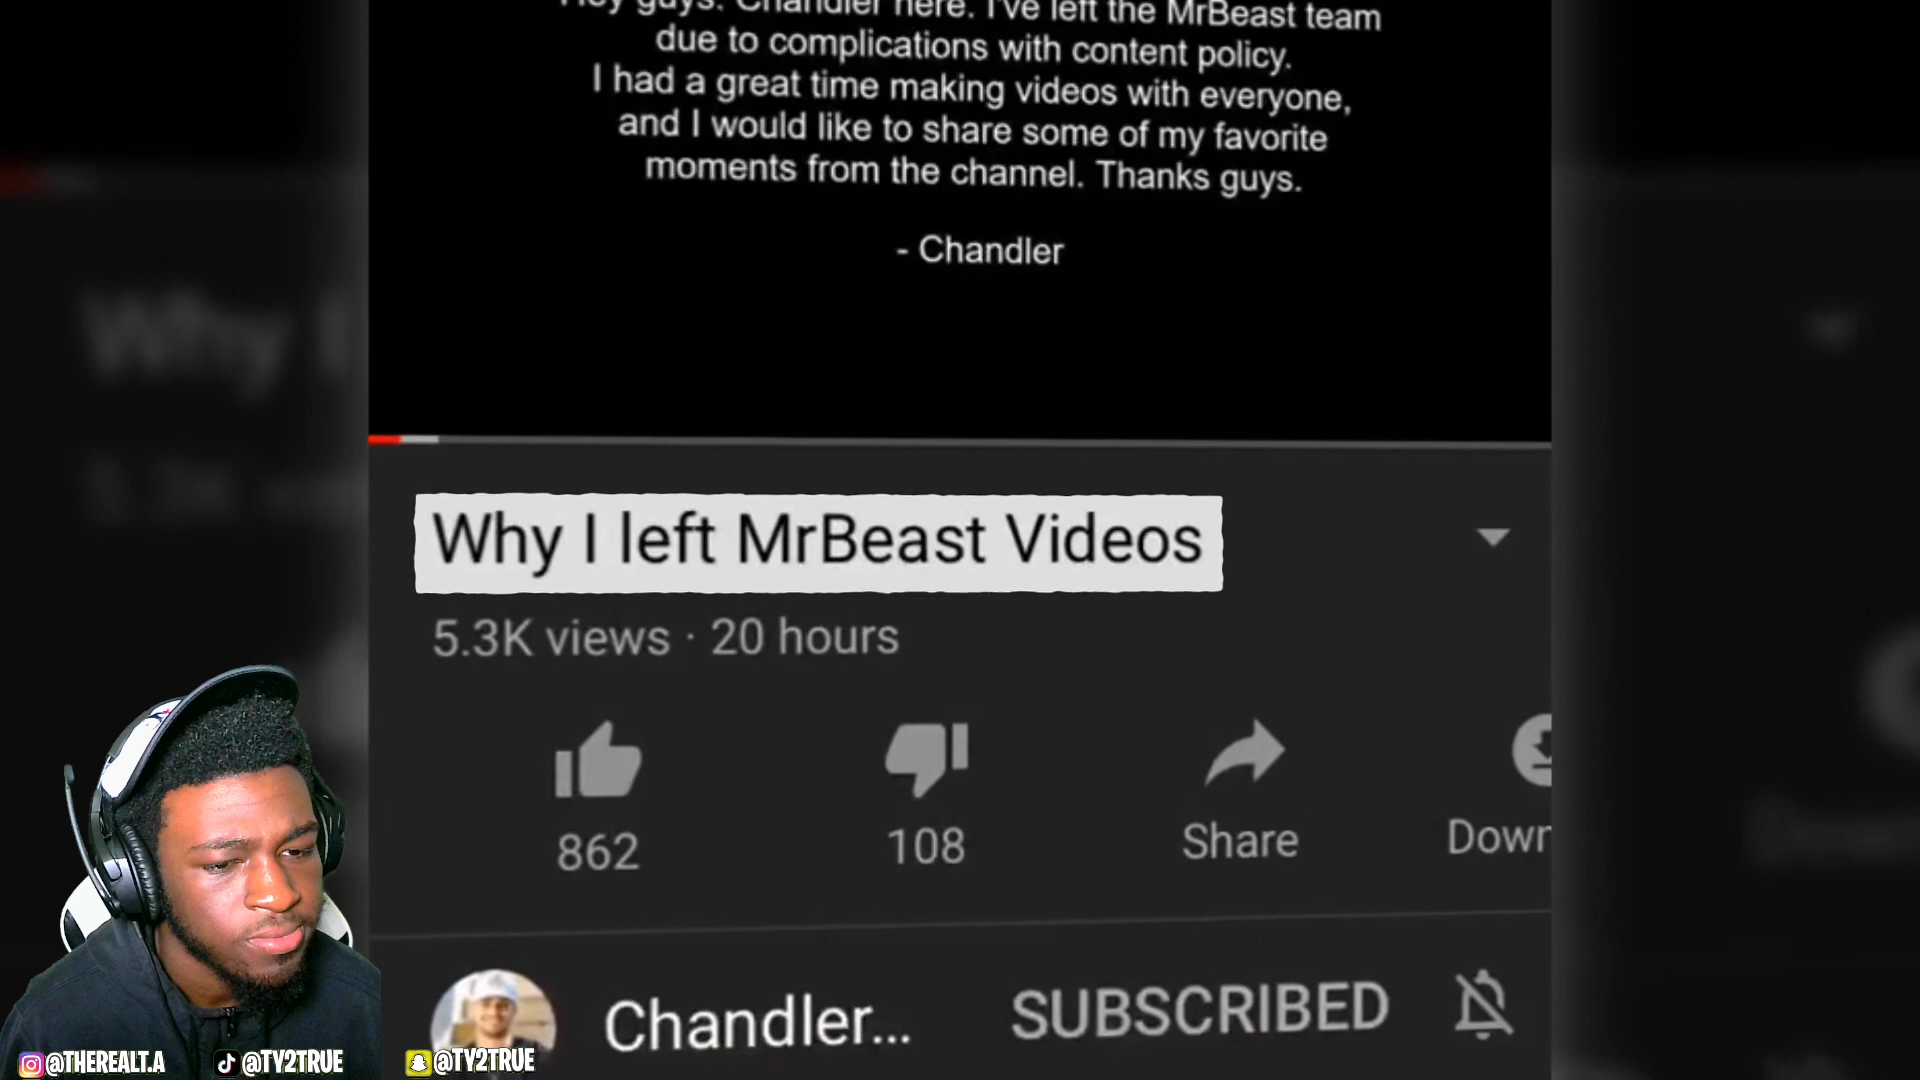 guys. Chandler here. I've left the MrBeast team
due to complications with content policy.
I had a great time making videos with everyone,
and I would like to share some of my favorite
moments from the channel. Thanks guys.
- Chandler
Why I
Why I left MrBeast Videos
5.3K views · 20 hours
862
108
Share
Down
Chandler... SUBSCRIBED
@THEREALT.A @TY2TRUE @TY2TRUE